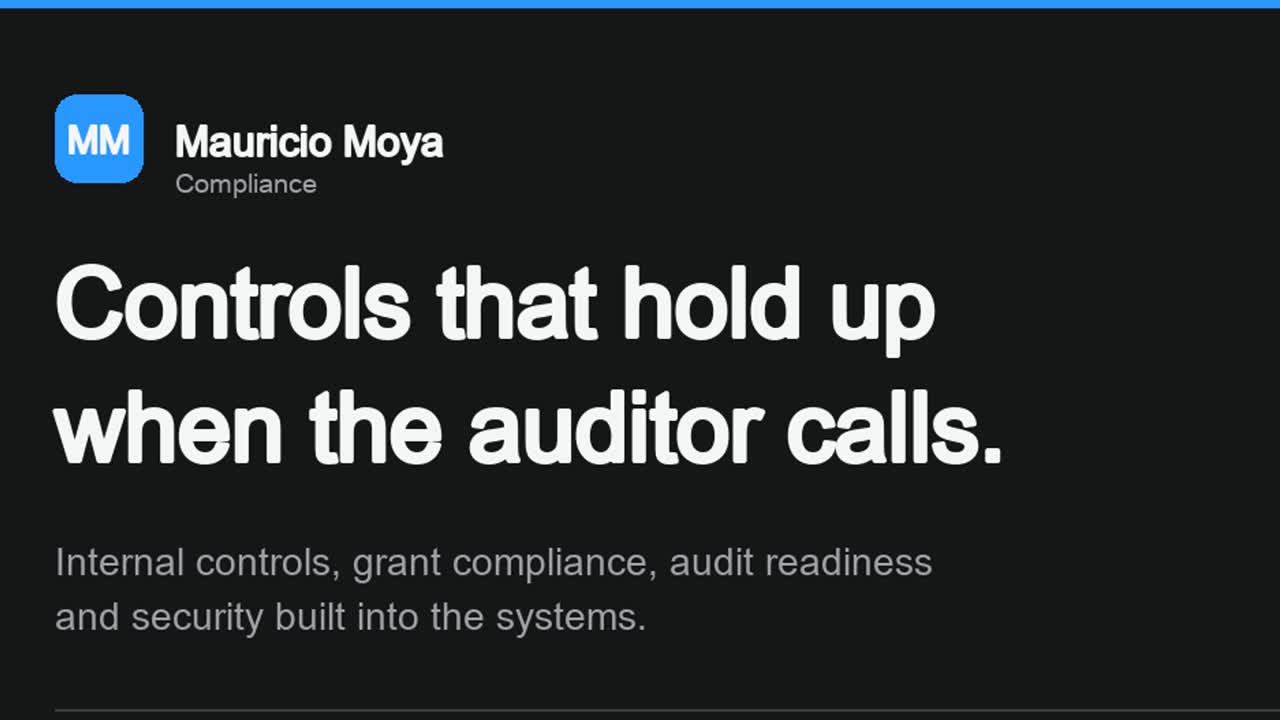 MM
Mauricio Moya
Compliance
Controls that hold up
when the auditor calls.
Internal controls, grant compliance, audit readiness
and security built into the systems.